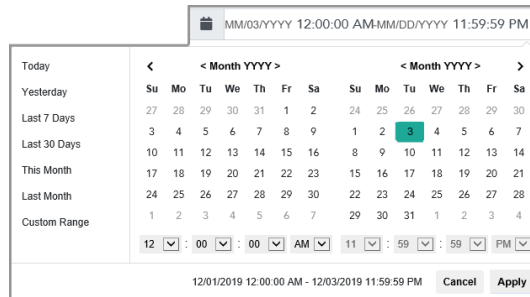 MM/03/YYYY 12:00:00 AM-MM/DD/YYYY 11:59:59 PM
Today
Yesterday
Last 7 Days
Last 30 Days
This Month
Last Month
Custom Range
< Month YYYY >
Su Mo Tu We Th Fr Sa
27 28 29 30 31 1 2
3 4 5 6 7 8 9
10 11 12 13 14 15 16
17 18 19 20 21 22 23
24 25 26 27 28 29 30
1 2 3 4 5 6 7
12 : 00 : 00 AM
< Month YYYY >
Su Mo Tu We Th Fr Sa
24 25 26 27 28 29 30
1 2 3 4 5 6 7
8 9 10 11 12 13 14
15 16 17 18 19 20 21
22 23 24 25 26 27 28
29 30 31 1 2 3 4
11 : 59 : 59 PM
12/01/2019 12:00:00 AM - 12/03/2019 11:59:59 PM Cancel Apply